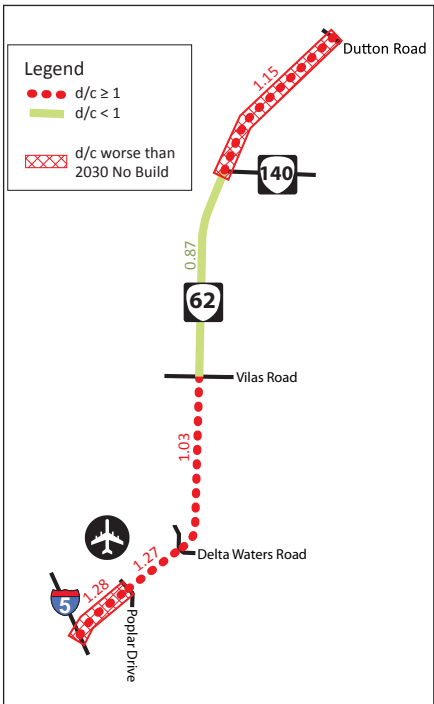 Dutton Road
Legend
d/c ≥ 1
d/c < 1
d/c worse than
2030 No Build
1.15
140
0.87
62
Vilas Road
1.03
Delta Waters Road
1.27
1.28
5
Poplar Drive